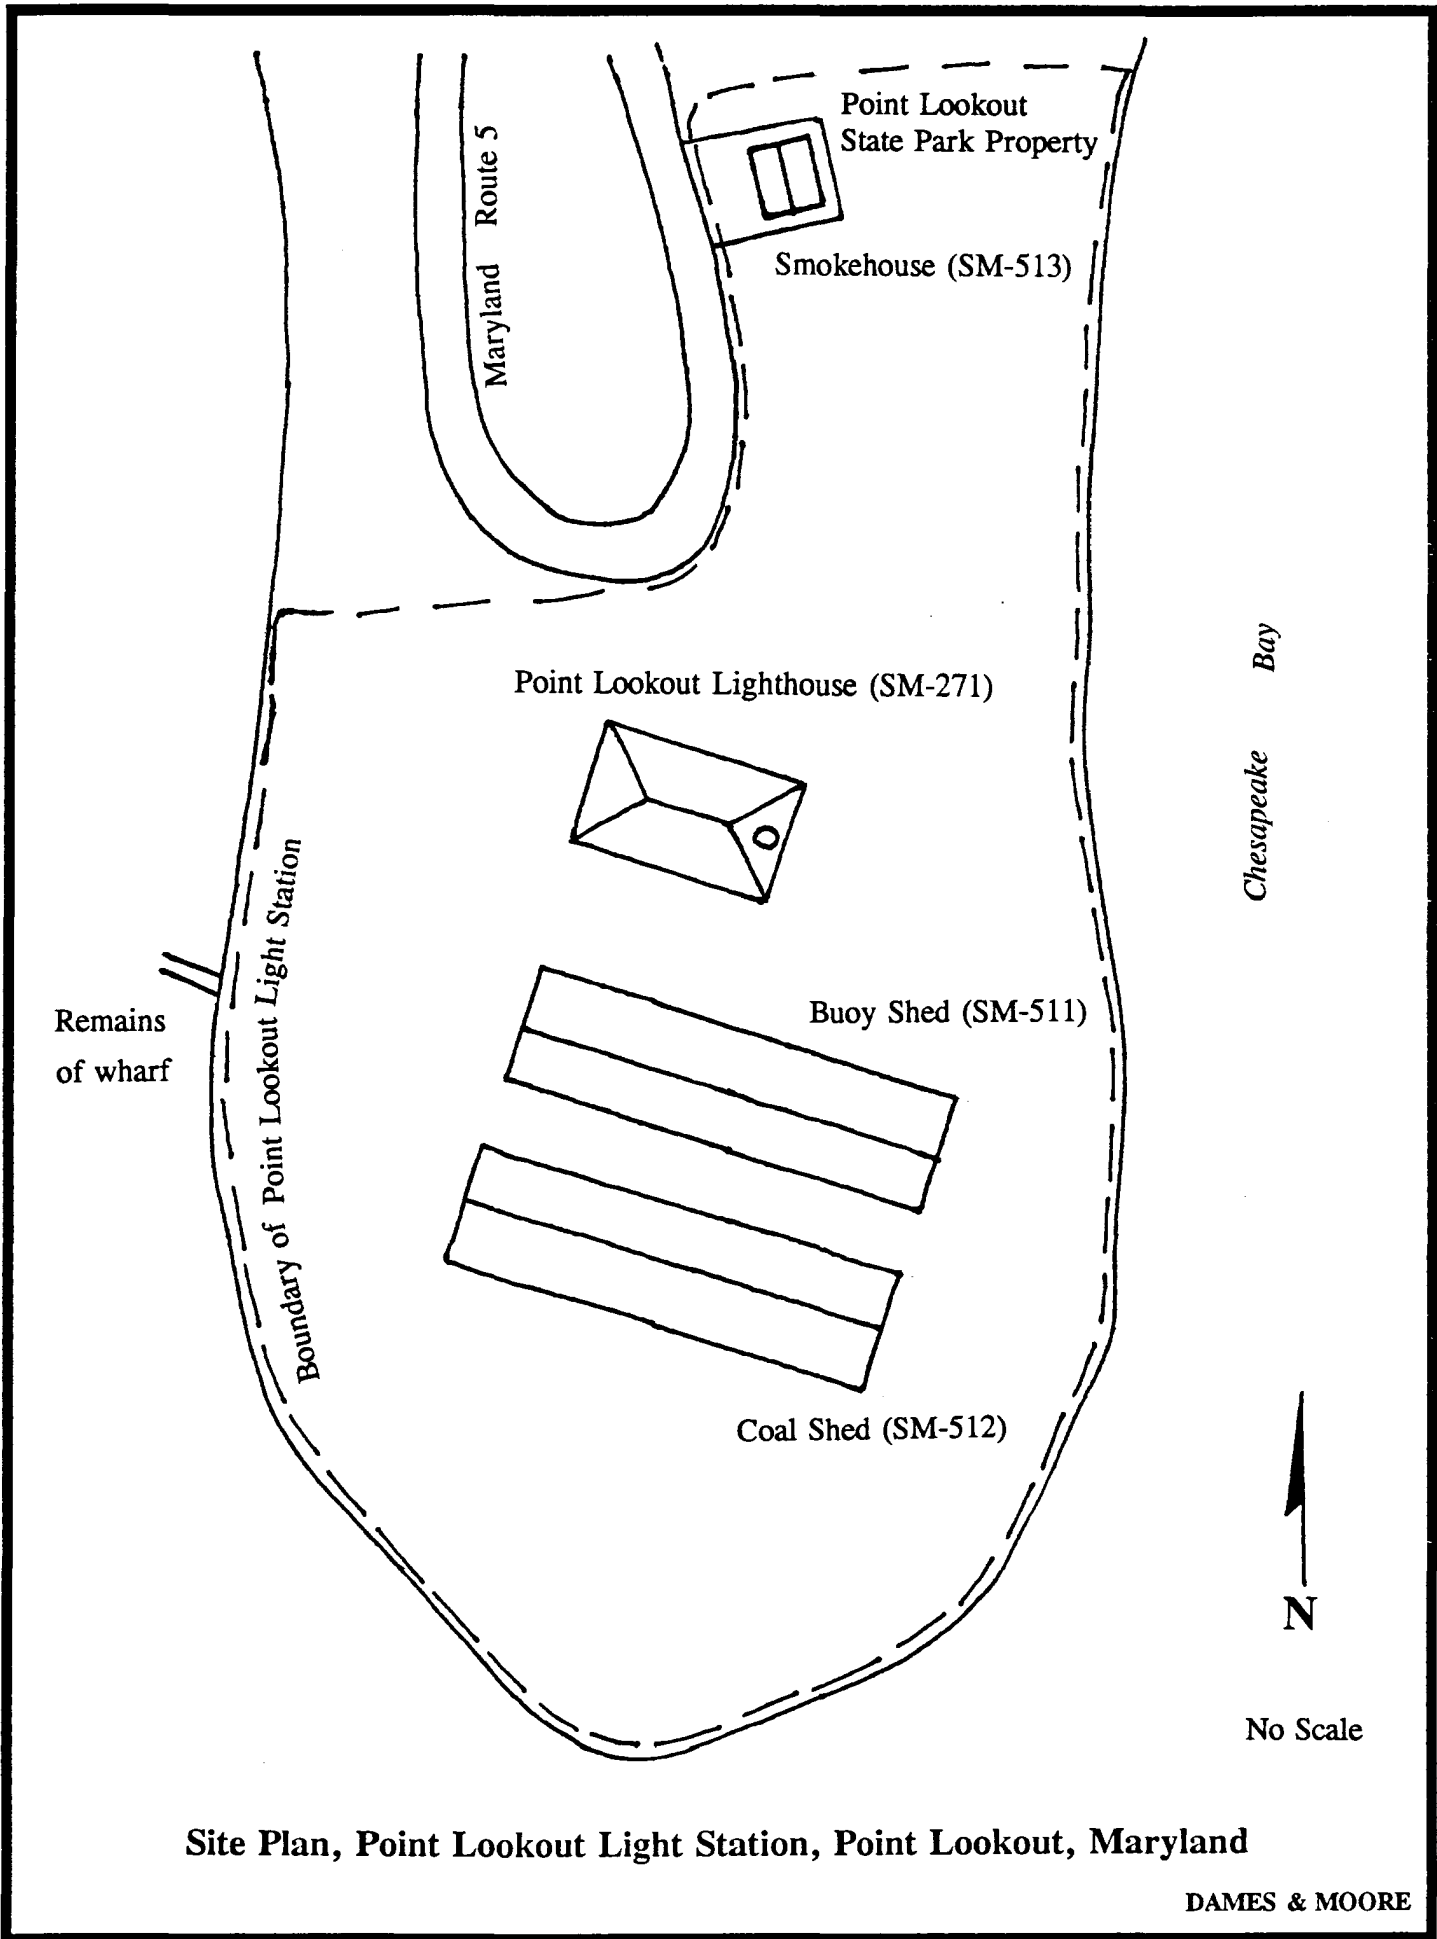 Point Lookout
State Park Property
Maryland Route 5
Smokehouse (SM-513)
Point Lookout Lighthouse (SM-271)
Chesapeake Bay
Boundary of Point Lookout Light Station
Buoy Shed (SM-511)
Remains
of wharf
Coal Shed (SM-512)
N
No Scale
Site Plan, Point Lookout Light Station, Point Lookout, Maryland
DAMES & MOORE